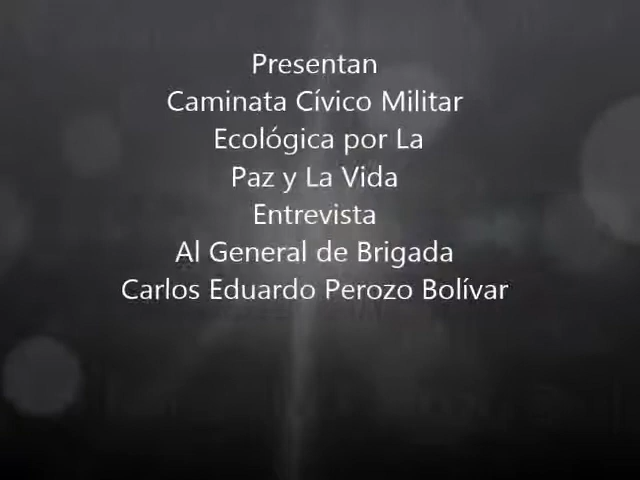 Presentan
Caminata Cívico Militar
Ecológica por La
Paz y La Vida
Entrevista
Al General de Brigada
Carlos Eduardo Perozo Bolívar